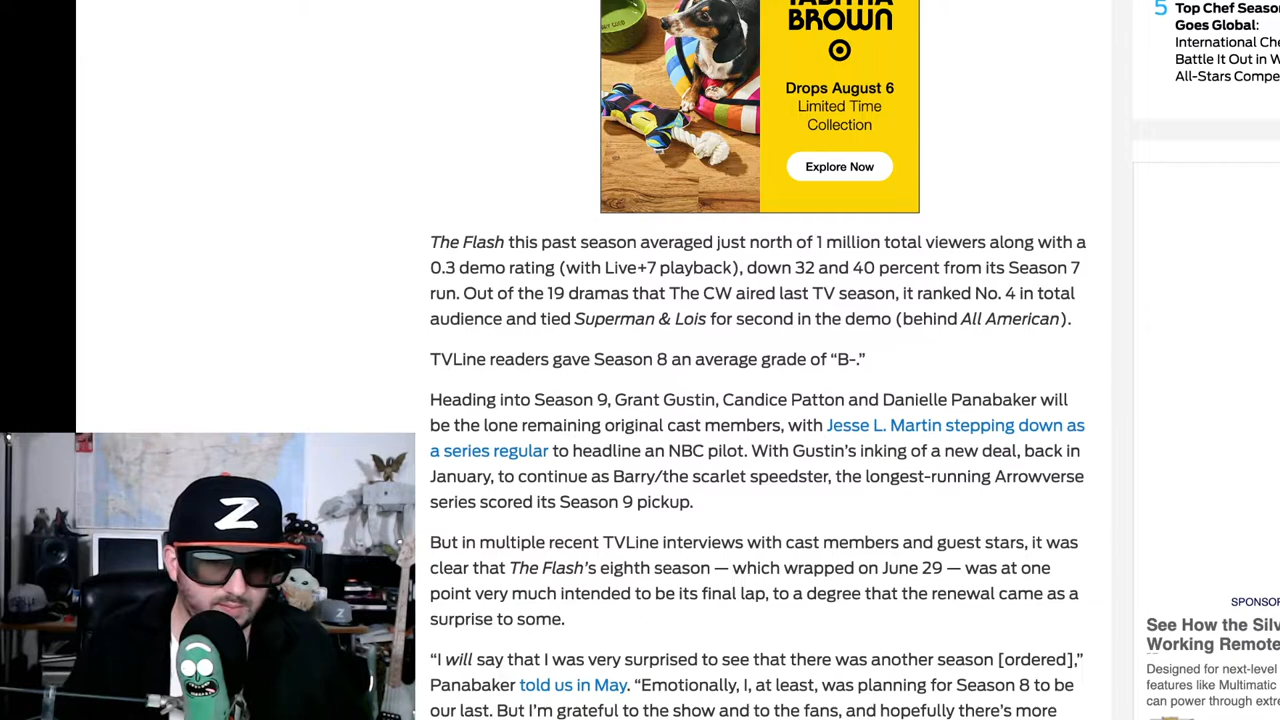 BROWN
Drops August 6
Limited Time
Collection
Explore Now
5 Top Chef Season
Goes Global:
International Che
Battle It Out in W
All-Stars Compe
The Flash this past season averaged just north of 1 million total viewers along with a
0.3 demo rating (with Live+7 playback), down 32 and 40 percent from its Season 7
run. Out of the 19 dramas that The CW aired last TV season, it ranked No. 4 in total
audience and tied Superman & Lois for second in the demo (behind All American).
TVLine readers gave Season 8 an average grade of “B-.”
Heading into Season 9, Grant Gustin, Candice Patton and Danielle Panabaker will
be the lone remaining original cast members, with Jesse L. Martin stepping down as
a series regular to headline an NBC pilot. With Gustin’s inking of a new deal, back in
January, to continue as Barry/the scarlet speedster, the longest-running Arrowverse
series scored its Season 9 pickup.
But in multiple recent TVLine interviews with cast members and guest stars, it was
clear that The Flash’s eighth season — which wrapped on June 29 — was at one
point very much intended to be its final lap, to a degree that the renewal came as a
surprise to some.
“I will say that I was very surprised to see that there was another season [ordered],”
Panabaker told us in May. “Emotionally, I, at least, was planning for Season 8 to be
our last. But I’m grateful to the show and to the fans, and hopefully there’s more
SPONSO
See How the Silv
Working Remote
Designed for next-level
features like Multimatic
can power through extre
Z